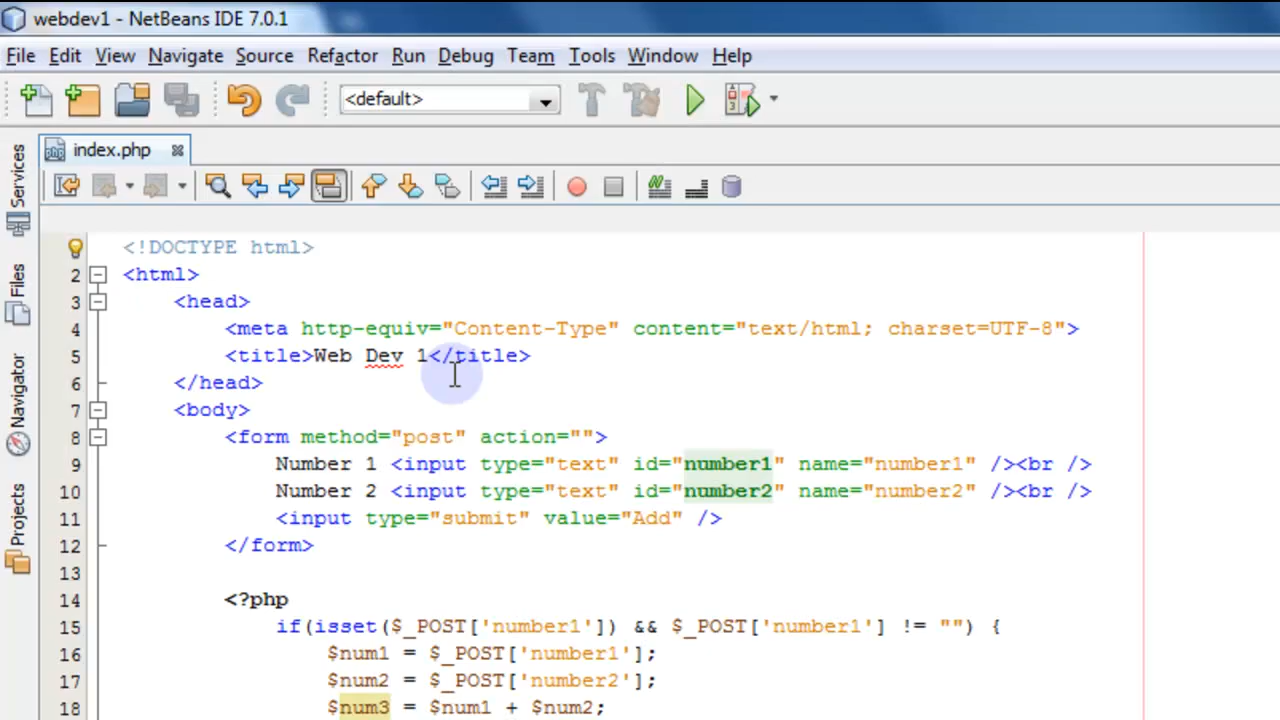 webdev1 - NetBeans IDE 7.0.1
File Edit View Navigate Source Refactor Run Debug Team Tools Window Help
<default>
index.php
Services
Files
Navigator
Projects
<!DOCTYPE html>
2 <html>
3 <head>
4 <meta http-equiv="Content-Type" content="text/html; charset=UTF-8">
5 <title>Web Dev 1</title>
6 </head>
7 <body>
8 <form method="post" action="">
9 Number 1 <input type="text" id="number1" name="number1" /><br />
10 Number 2 <input type="text" id="number2" name="number2" /><br />
11 <input type="submit" value="Add" />
12 </form>
13
14 <?php
15 if(isset($_POST['number1']) && $_POST['number1'] != "") {
16 $num1 = $_POST['number1'];
17 $num2 = $_POST['number2'];
18 $num3 = $num1 + $num2;